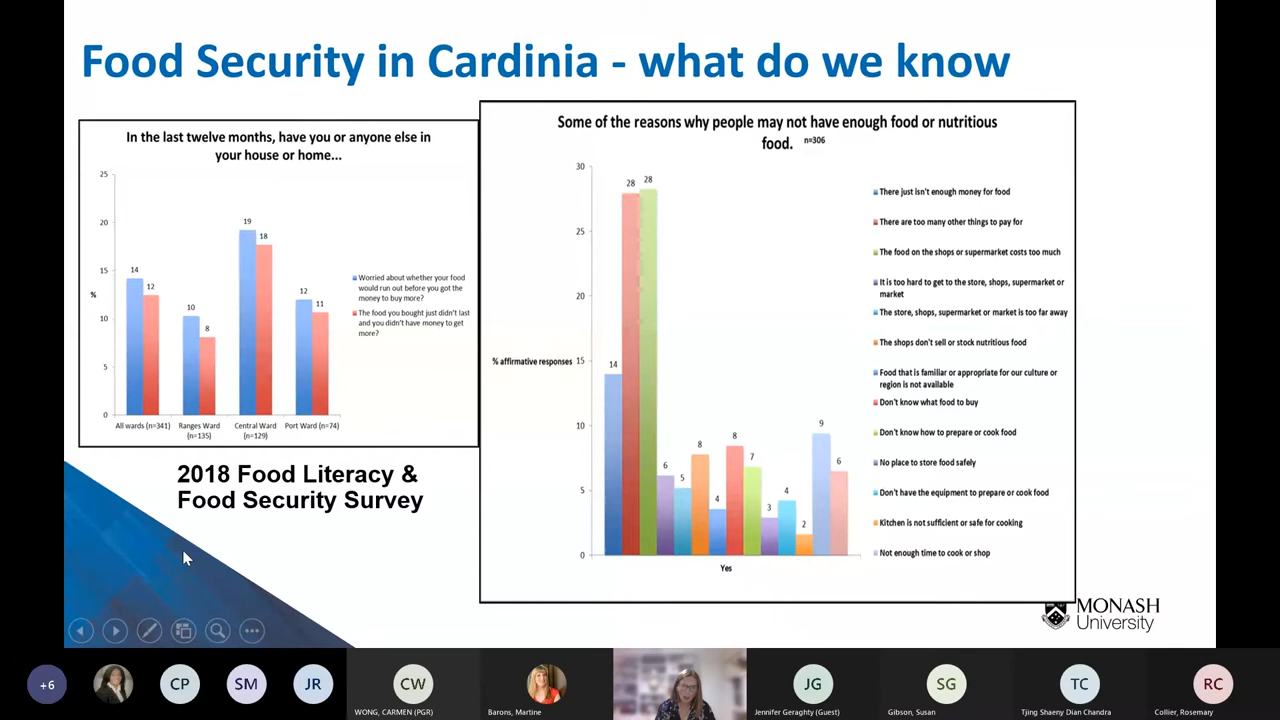 Food Security in Cardinia - what do we know
In the last twelve months, have you or anyone else in
your house or home...
25
20
15
%
10
5
0
14
12
10
8
19
18
12
11
All wards (n=341)
Ranges Ward
(n=135)
Central Ward
(n=129)
Port Ward (n=74)
Worried about whether your food
would run out before you got the
money to buy more?
The food you bought just didn't last
and you didn't have money to get
more?
2018 Food Literacy &
Food Security Survey
Some of the reasons why people may not have enough food or nutritious
food. n=306
30
25
20
% affirmative responses 15
10
5
0
14
28
28
6
5
8
4
8
7
3
4
2
9
6
Yes
There just isn't enough money for food
There are too many other things to pay for
The food on the shops or supermarket costs too much
It is too hard to get to the store, shops, supermarket or
market
The store, shops, supermarket or market is too far away
The shops don't sell or stock nutritious food
Food that is familiar or appropriate for our culture or
region is not available
Don't know what food to buy
Don't know how to prepare or cook food
No place to store food safely
Don't have the equipment to prepare or cook food
Kitchen is not sufficient or safe for cooking
Not enough time to cook or shop
MONASH
University
+6
CP
SM
JR
CW
WONG, CARMEN (PGR)
Barons, Martine
JG
Jennifer Geraghty (Guest)
SG
Gibson, Susan
TC
Tjing Shaeny Dian Chandra
RC
Collier, Rosemary